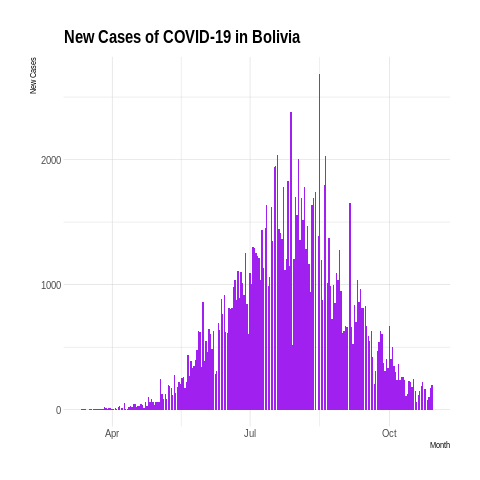 New Cases of COVID-19 in Bolivia
New Cases
2000
1000
0
Apr
Jul
Oct
Month